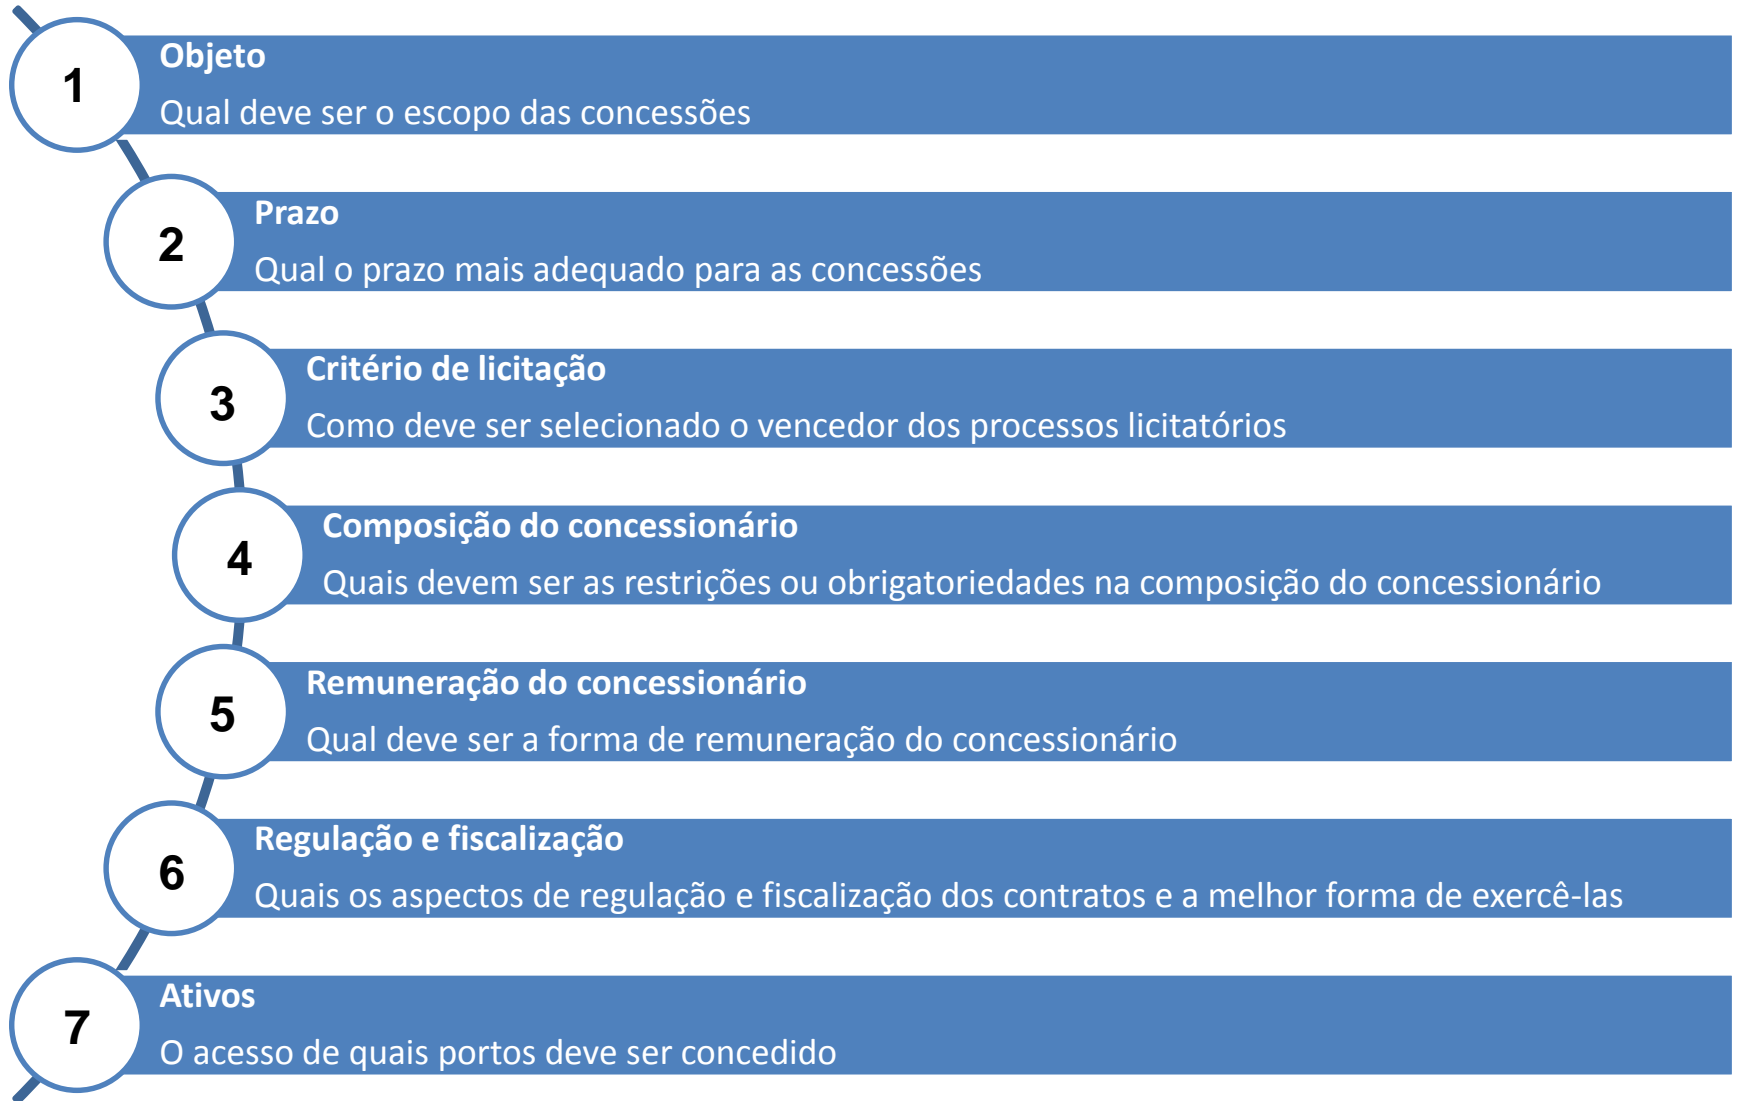 1
Objeto
Qual deve ser o escopo das concessões
2
Prazo
Qual o prazo mais adequado para as concessões
3
Critério de licitação
Como deve ser selecionado o vencedor dos processos licitatórios
4
Composição do concessionário
Quais devem ser as restrições ou obrigatoriedades na composição do concessionário
5
Remuneração do concessionário
Qual deve ser a forma de remuneração do concessionário
6
Regulação e fiscalização
Quais os aspectos de regulação e fiscalização dos contratos e a melhor forma de exercê-las
7
Ativos
O acesso de quais portos deve ser concedido